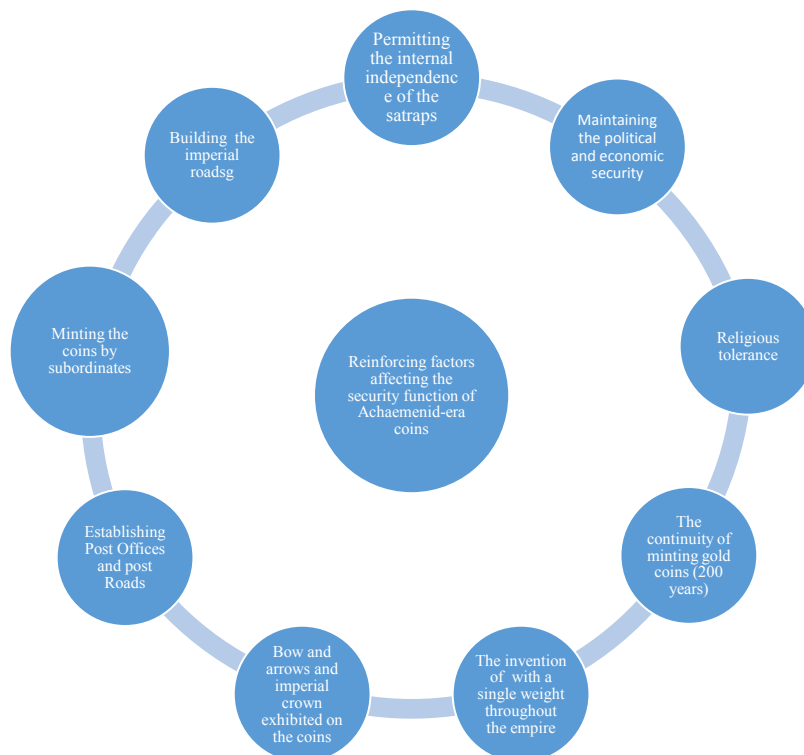 Permitting
the internal
independenc
e of the
satraps
Maintaining
the political
and economic
security
Religious
tolerance
The
continuity of
minting gold
coins (200
years)
The invention
of with a
single weight
throughout
the empire
Bow and
arrows and
imperial
crown
exhibited on
the coins
Establishing
Post Offices
and post
Roads
Minting the
coins by
subordinates
Building the
imperial
roadsg
Reinforcing factors
affecting the
security function of
Achaemenid-era
coins